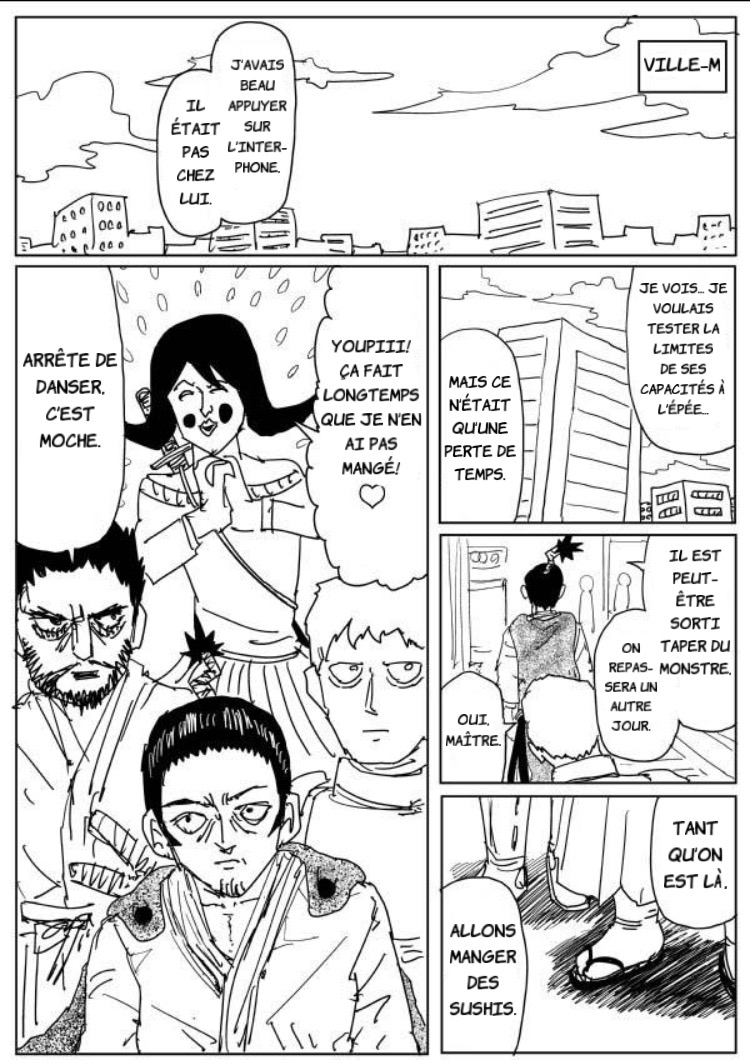 VILLE-M
J'AVAIS
BEAU
APPUYER
SUR
L'INTER-
PHONE.
IL
ÉTAIT
PAS
CHEZ
LUI.
JE VOIS... JE
VOULAIS
TESTER LA
LIMITES
DE SES
CAPACITÉS À
L'ÉPÉE...
MAIS CE
N'ÉTAIT
QU'UNE
PERTE DE
TEMPS.
IL EST
PEUT-
ÊTRE
SORTI
TAPER DU
MONSTRE.
ON
REPAS-
SERA UN
AUTRE
JOUR.
OUI,
MAÎTRE.
TANT
QU'ON
EST LÀ.
ALLONS
MANGER
DES
SUSHIS.
YOUPIII!
ÇA FAIT
LONGTEMPS
QUE JE N'EN
AI PAS
MANGÉ!
ARRÊTE DE
DANSER,
C'EST
MOCHE.